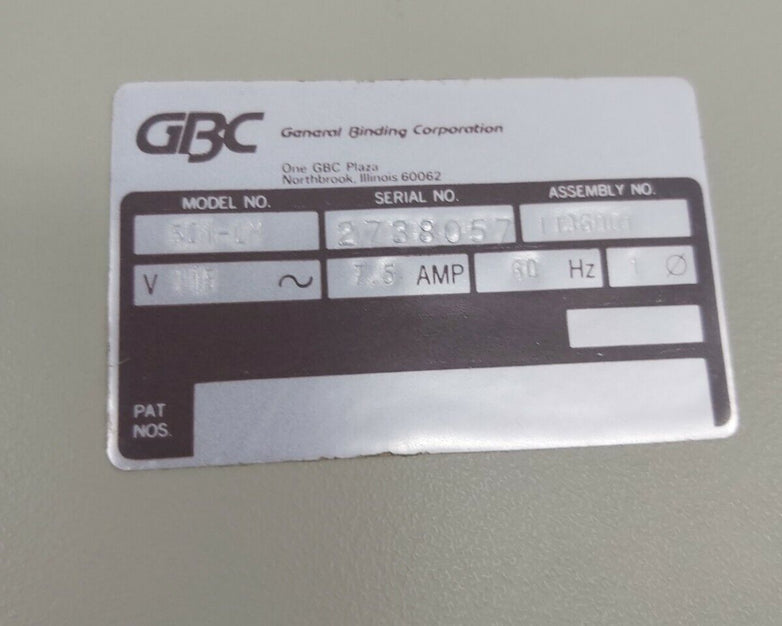 GBC General Binding Corporation
One GBC Plaza
Northbrook, Illinois 60062
MODEL NO. SERIAL NO. ASSEMBLY NO.
2738057
V ~ 7.5 AMP 60 Hz 1 Ø
PAT
NOS.